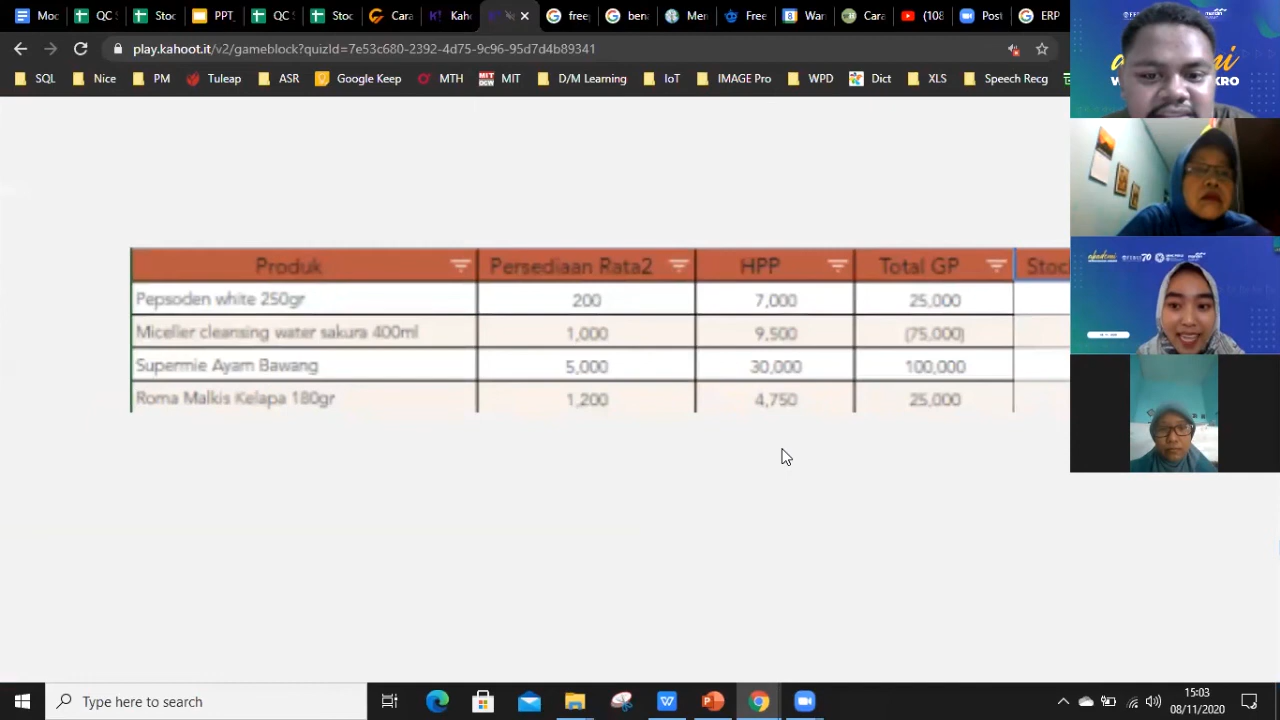 Moc
QC S
Stoc
PPT_
QC S
Stoc
Cara
Kaho
free
ben
Mer
Free
War
Cara
(108
Post
ERP
play.kahoot.it/v2/gameblock?quizId=7e53c680-2392-4d75-9c96-95d7d4b89341
SQL
Nice
PM
Tuleap
ASR
Google Keep
MTH
MIT
D/M Learning
IoT
IMAGE Pro
WPD
Dict
XLS
Speech Recg
Produk Persediaan Rata2 HPP Total GP Stoc
Pepsoden white 250gr 200 7,000 25,000
Miceller cleansing water sakura 400ml 1,000 9,500 (75,000)
Supermie Ayam Bawang 5,000 30,000 100,000
Roma Malkis Kelapa 180gr 1,200 4,750 25,000
Type here to search
15:03
08/11/2020